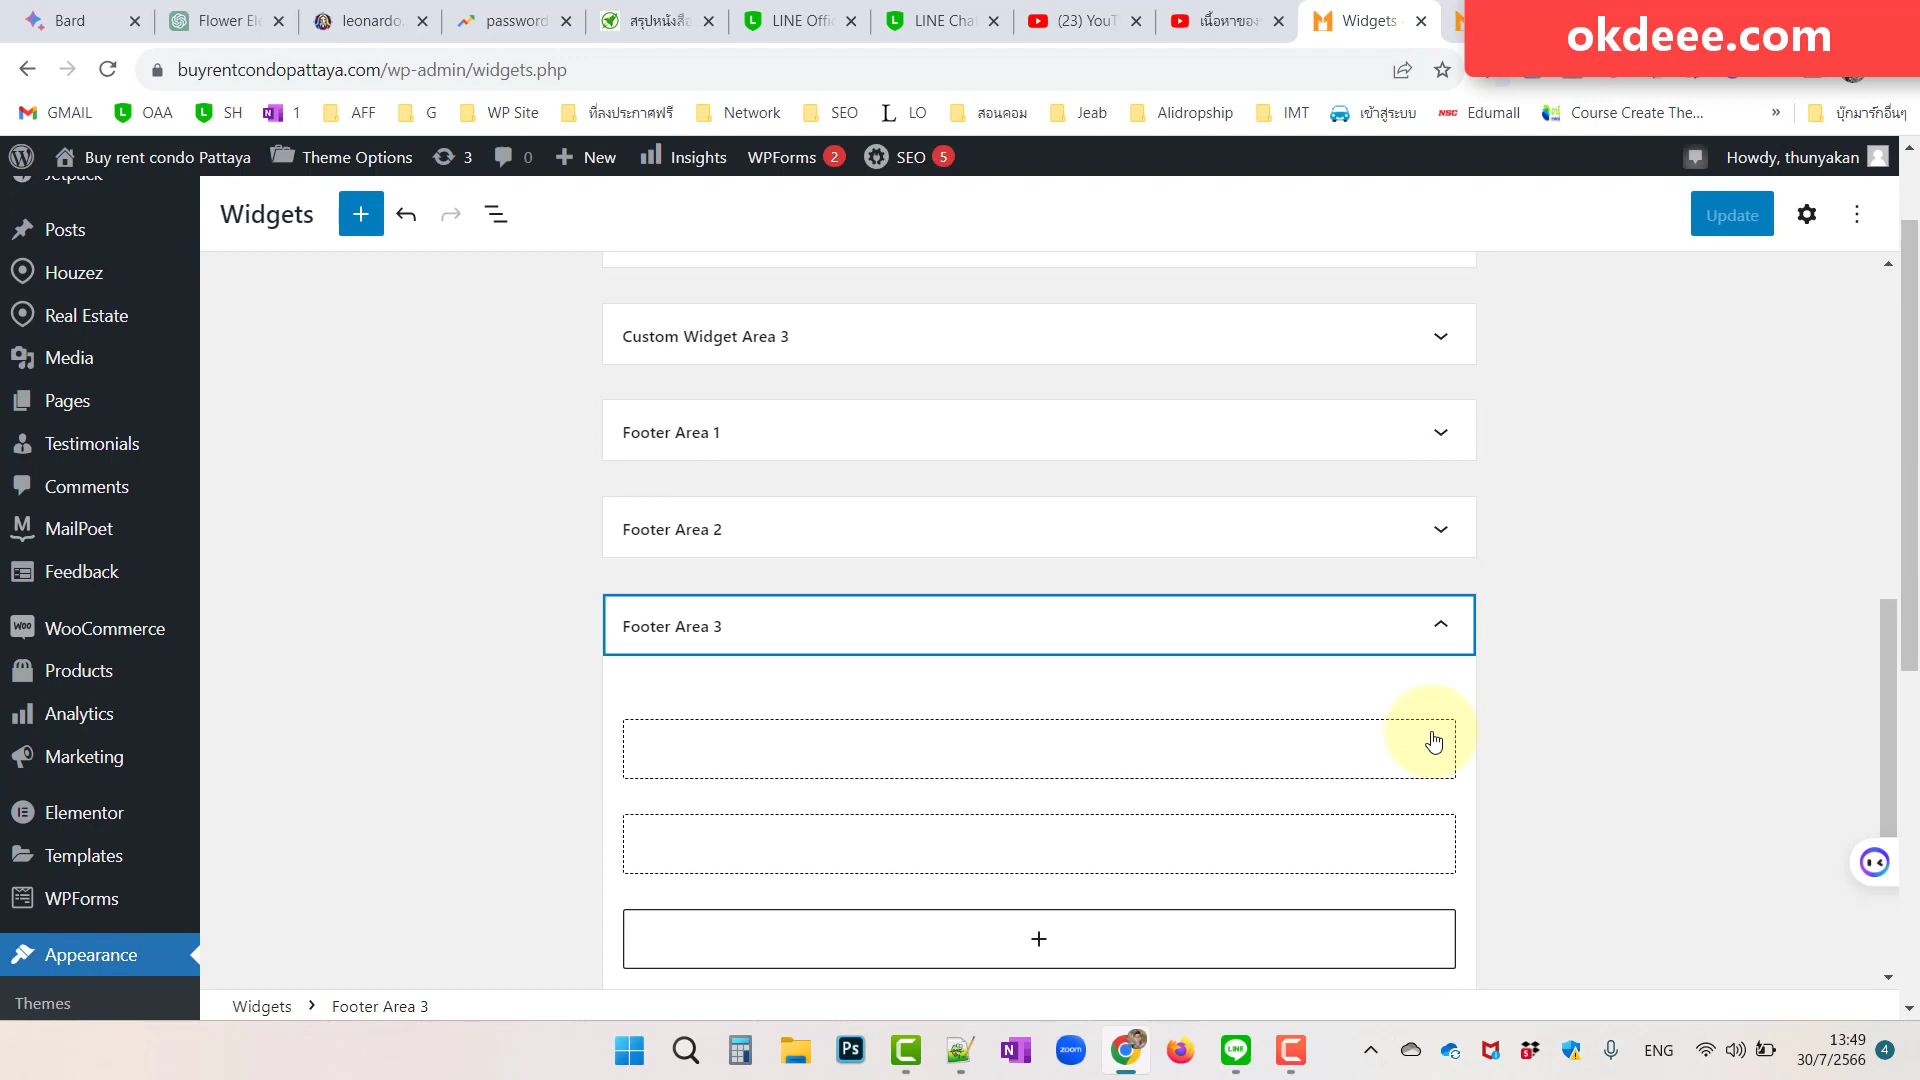 Bard
Flower El
leonardo.
password
สรุปหนังสือ
LINE Offi
LINE Cha
(23) YouT
เนื้อหาของ
Widgets
okdeee.com
buyrentcondopattaya.com/wp-admin/widgets.php
GMAIL
OAA
SH
1
AFF
G
WP Site
ที่ลงประกาศฟรี
Network
SEO
LO
สอนคอม
Jeab
Alidropship
IMT
เข้าสู่ระบบ
NSC
Edumall
Course Create The...
»
บุ๊กมาร์กอื่นๆ
Buy rent condo Pattaya
Theme Options
3
0
New
Insights
WPForms 2
SEO 5
Howdy, thunyakan
Jetpack
Posts
Houzez
Real Estate
Media
Pages
Testimonials
Comments
MailPoet
Feedback
WooCommerce
Products
Analytics
Marketing
Elementor
Templates
WPForms
Appearance
Themes
Widgets
Update
Custom Widget Area 3
Footer Area 1
Footer Area 2
Footer Area 3
Widgets > Footer Area 3
Ps
zoom
LINE
ENG
13:49
30/7/2566
4